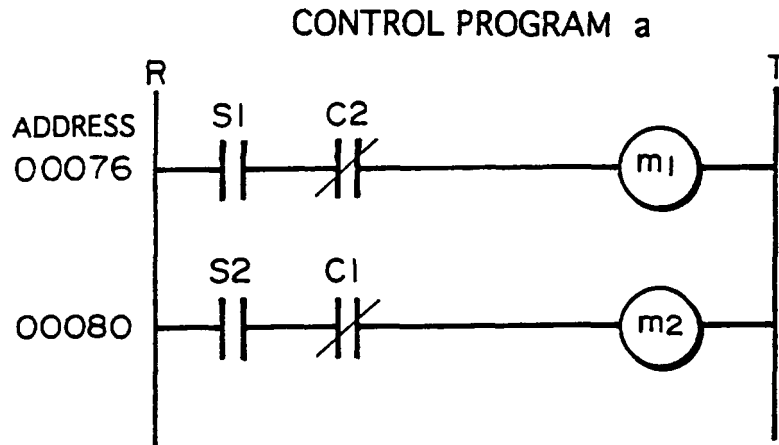 CONTROL PROGRAM a
R T
ADDRESS
S1 C2
00076 m1
S2 C1
00080 m2